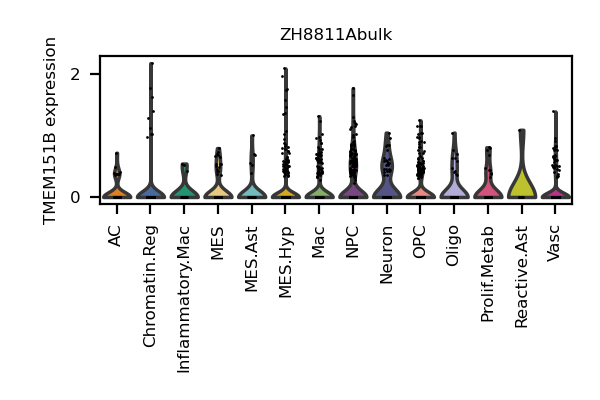 ZH8811Abulk
TMEM151B expression
2
0
AC
Chromatin.Reg
Inflammatory.Mac
MES
MES.Ast
MES.Hyp
Mac
NPC
Neuron
OPC
Oligo
Prolif.Metab
Reactive.Ast
Vasc